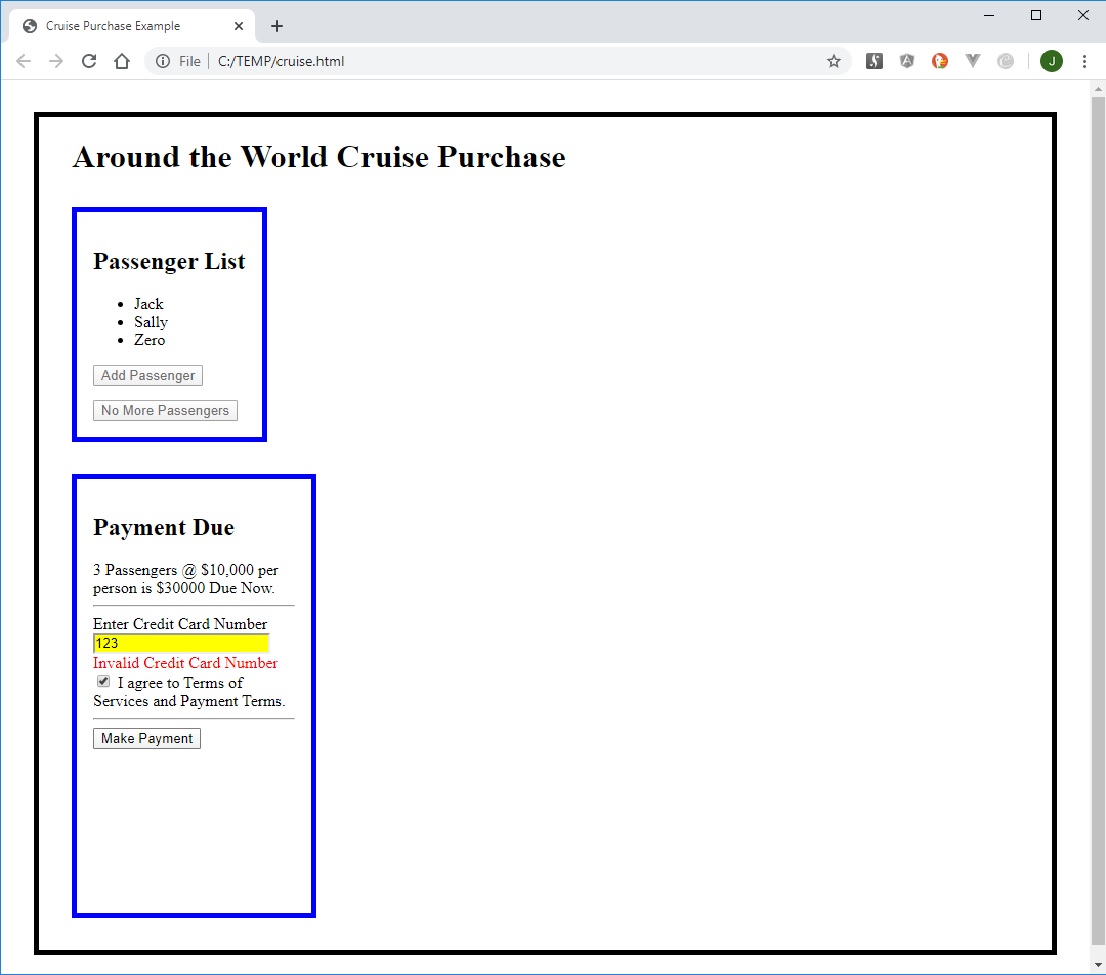 Cruise Purchase Example
File C:/TEMP/cruise.html
J
Around the World Cruise Purchase
Passenger List
• Jack
• Sally
• Zero
Add Passenger
No More Passengers
Payment Due
3 Passengers @ $10,000 per
person is $30000 Due Now.
Enter Credit Card Number
123
Invalid Credit Card Number
I agree to Terms of
Services and Payment Terms.
Make Payment